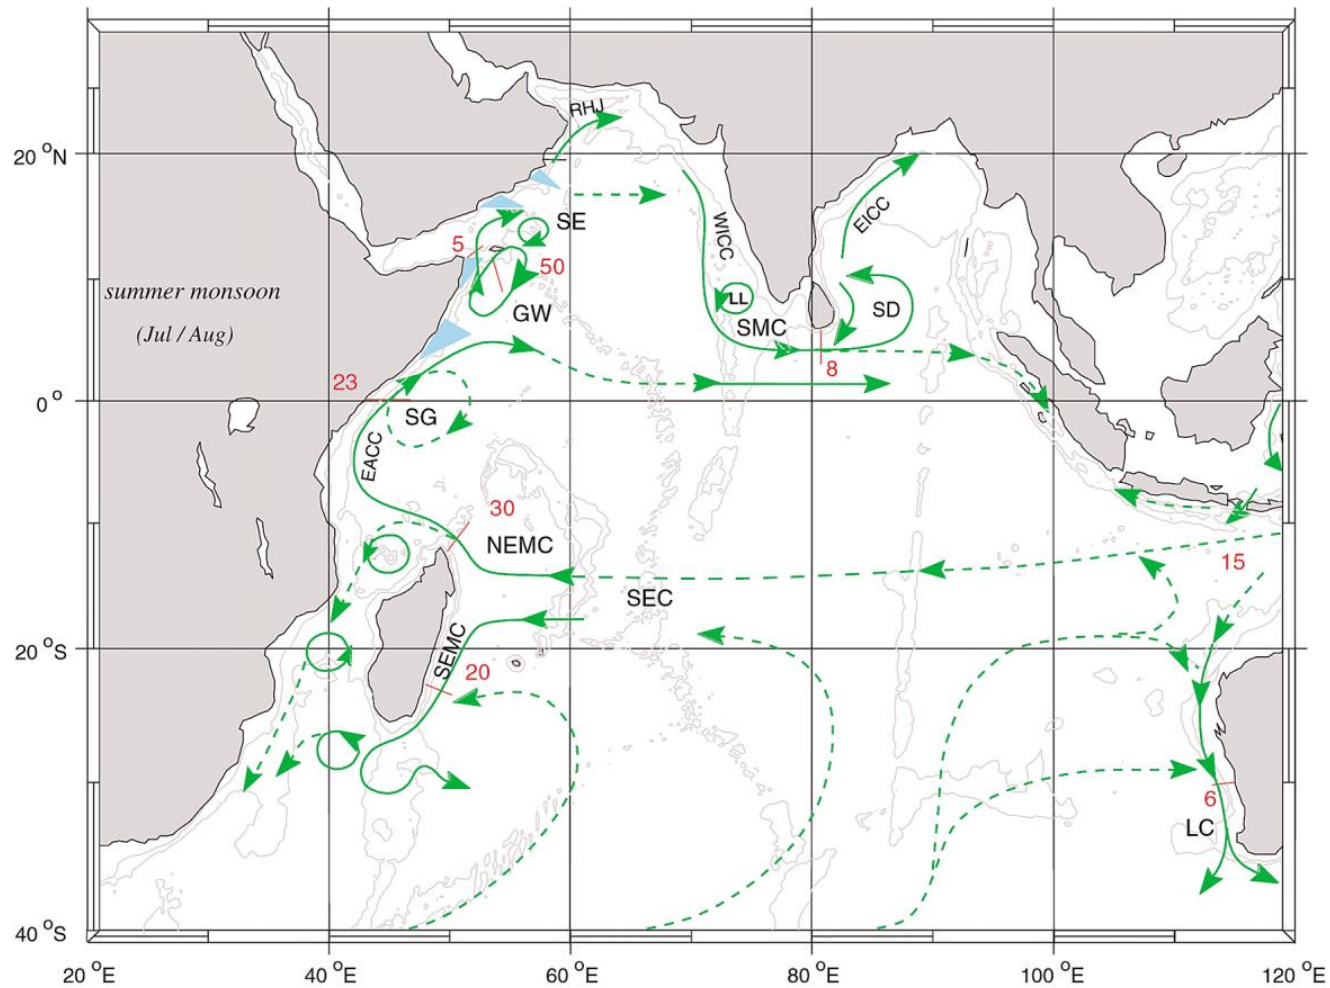 RHJ
20 °N
SE
WICC
EICC
5
50
summer monsoon
(Jul / Aug)
GW
LL
SMC
SD
8
23
0 °
SG
EACC
30
NEMC
15
SEC
20 °S
SEMC
20
6
LC
40 °S
20 °E
40 °E
60 °E
80 °E
100 °E
120 °E